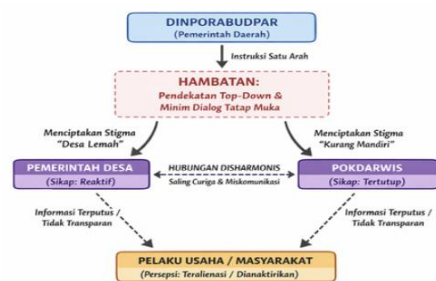 DINPORABUDPAR
(Pemerintah Daerah)
Instruksi Satu Arah
HAMBATAN:
Pendekatan Top-Down &
Minim Dialog Tatap Muka
Menciptakan Stigma
"Desa Lemah"
Menciptakan Stigma
"Kurang Mandiri"
PEMERINTAH DESA
(Sikap: Reaktif)
HUBUNGAN DISHARMONIS
Saling Curiga & Miskomunikasi
POKDARWIS
(Sikap: Tertutup)
Informasi Terputus /
Tidak Transparan
Informasi Terputus /
Tidak Transparan
PELAKU USAHA / MASYARAKAT
(Persepsi: Teralienasi / Dianaktirikan)